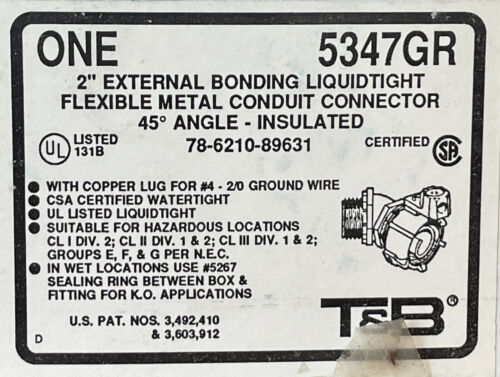 ONE 5347GR
2" EXTERNAL BONDING LIQUIDTIGHT
FLEXIBLE METAL CONDUIT CONNECTOR
45° ANGLE - INSULATED
UL LISTED 131B 78-6210-89631 CERTIFIED SA
• WITH COPPER LUG FOR #4 - 2/0 GROUND WIRE
• CSA CERTIFIED WATERTIGHT
• UL LISTED LIQUIDTIGHT
• SUITABLE FOR HAZARDOUS LOCATIONS
CL I DIV. 2; CL II DIV. 1 & 2; CL III DIV. 1 & 2;
GROUPS E, F, & G PER N.E.C.
• IN WET LOCATIONS USE #5267
SEALING RING BETWEEN BOX &
FITTING FOR K.O. APPLICATIONS
T&B®
U.S. PAT. NOS. 3,492,410
& 3,603,912
D